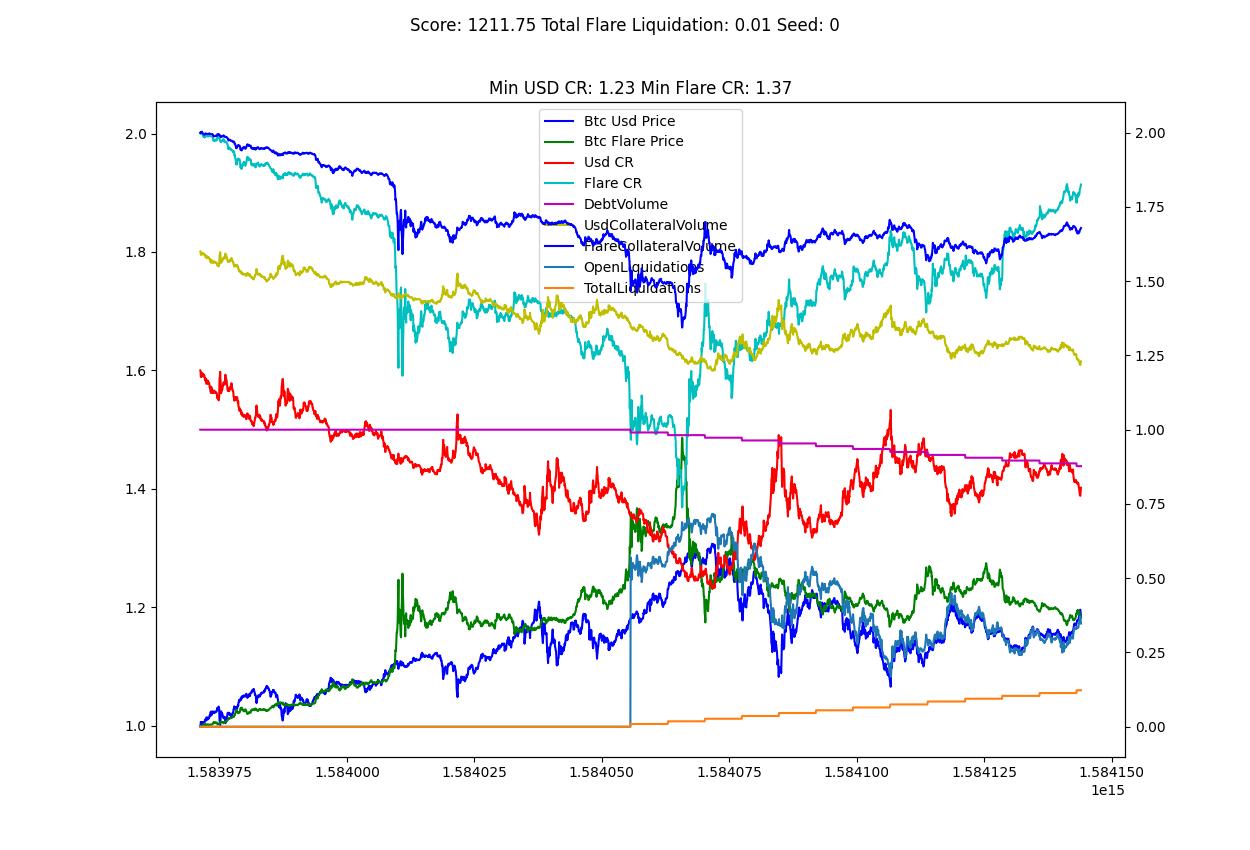 Score: 1211.75 Total Flare Liquidation: 0.01 Seed: 0
Min USD CR: 1.23 Min Flare CR: 1.37
Btc Usd Price
Btc Flare Price
Usd CR
Flare CR
DebtVolume
UsdCollateralVolume
FlareCollateralVolume
OpenLiquidations
TotalLiquidations
2.0
1.8
1.6
1.4
1.2
1.0
2.00
1.75
1.50
1.25
1.00
0.75
0.50
0.25
0.00
1.583975 1.584000 1.584025 1.584050 1.584075 1.584100 1.584125 1.584150
1e15